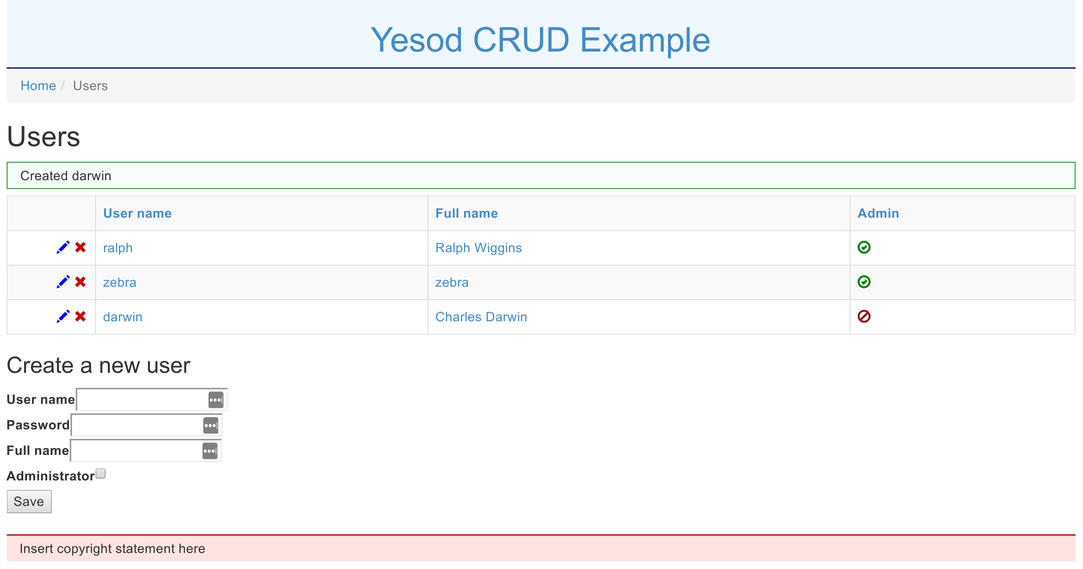 Yesod CRUD Example
Home / Users
Users
Created darwin
User name Full name Admin
ralph Ralph Wiggins
zebra zebra
darwin Charles Darwin
Create a new user
User name
Password
Full name
Administrator
Save
Insert copyright statement here